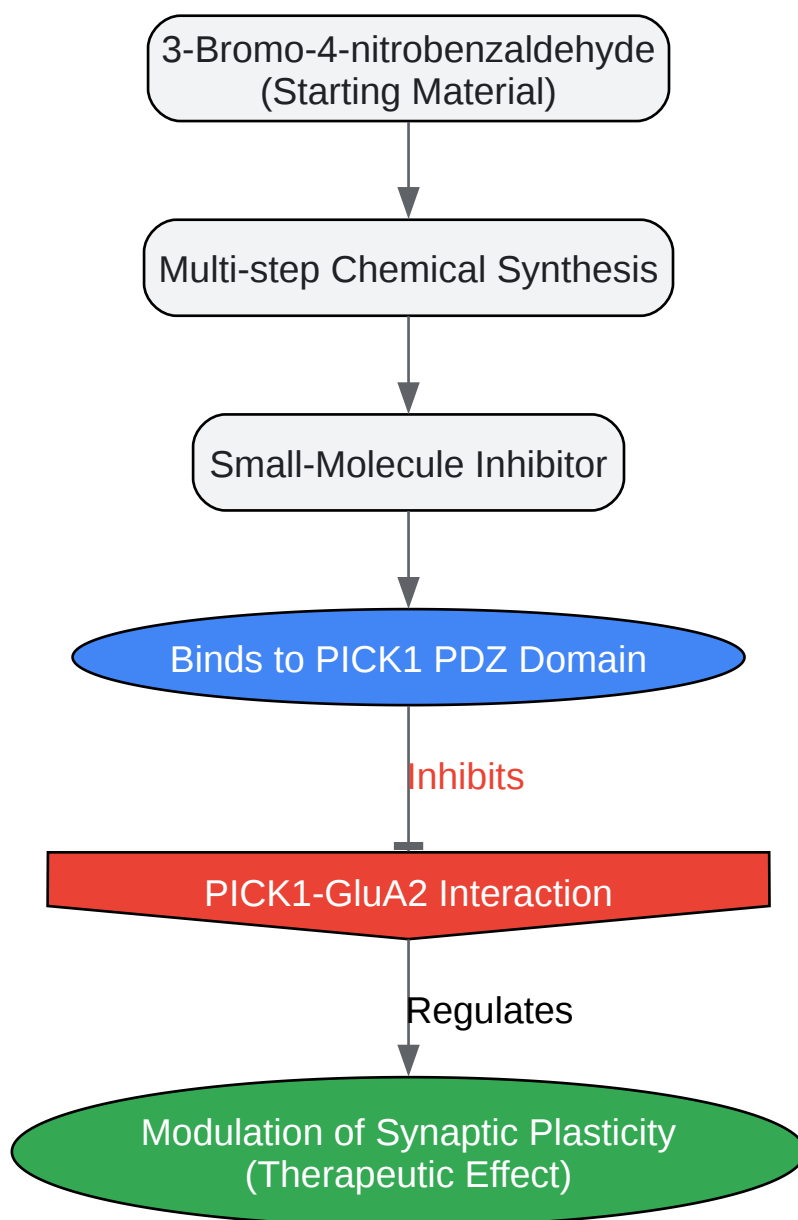 3-Bromo-4-nitrobenzaldehyde
(Starting Material)
Multi-step Chemical Synthesis
Small-Molecule Inhibitor
Binds to PICK1 PDZ Domain
Inhibits
PICK1-GluA2 Interaction
Regulates
Modulation of Synaptic Plasticity
(Therapeutic Effect)